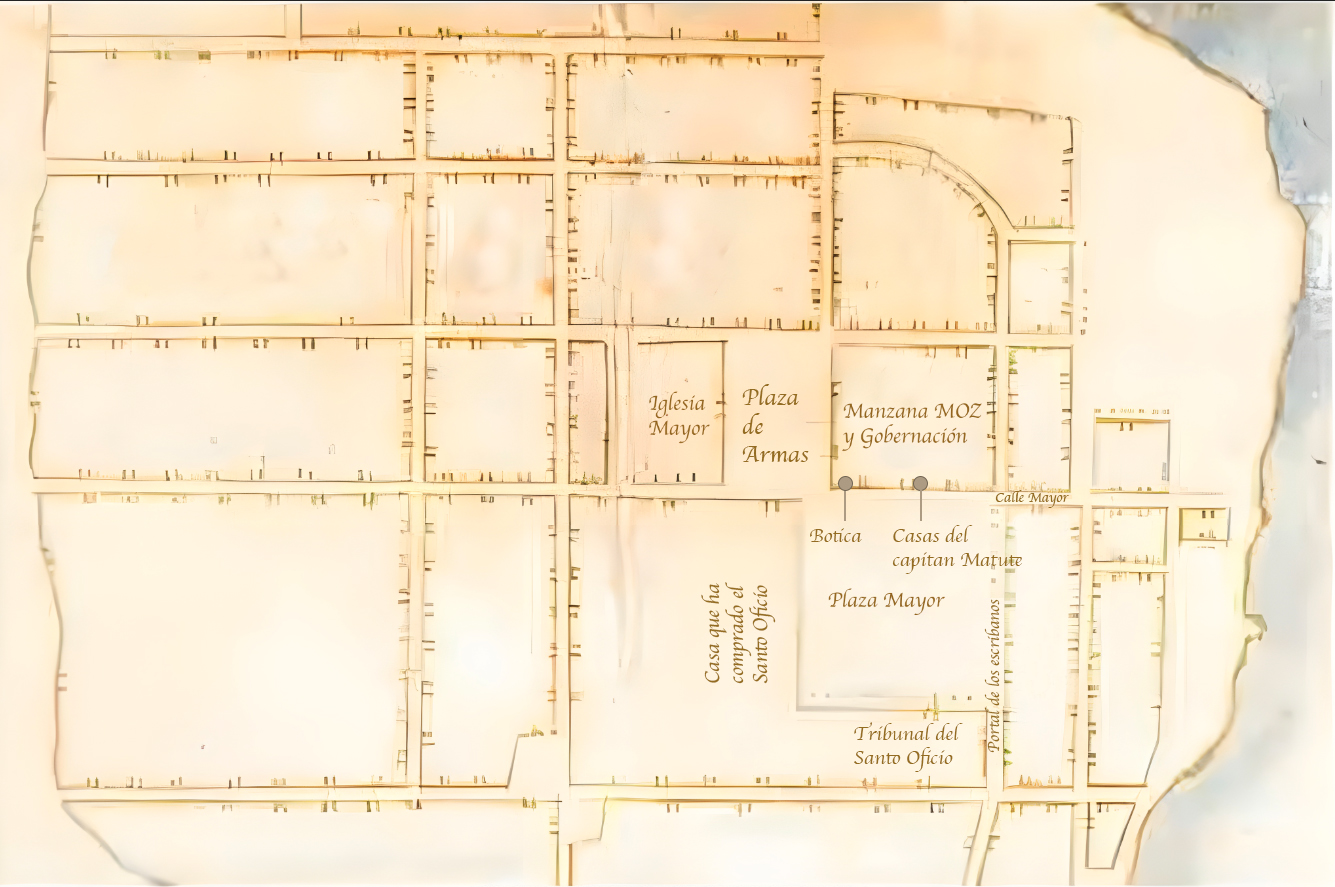 Iglesia
Mayor
Plaza
de
Armas
Manzana MOZ
y Gobernación
Calle Mayor
Botica
Casas del
capitan Matute
Plaza Mayor
Casa que ha
comprado el
Santo Oficio
Portal de los escribanos
Tribunal del
Santo Oficio